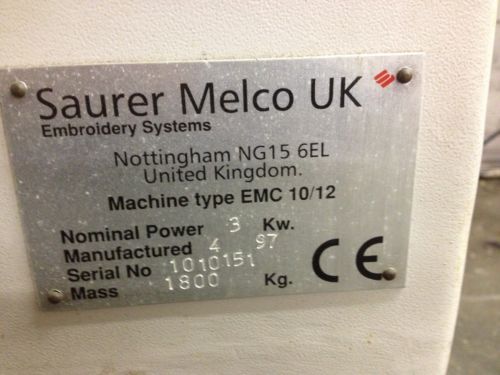 Saurer Melco UK
Embroidery Systems
Nottingham NG15 6EL
United Kingdom.
Machine type EMC 10/12
Nominal Power 3 Kw.
Manufactured 4 97
Serial No 1010151
Mass 1800 Kg.
CE